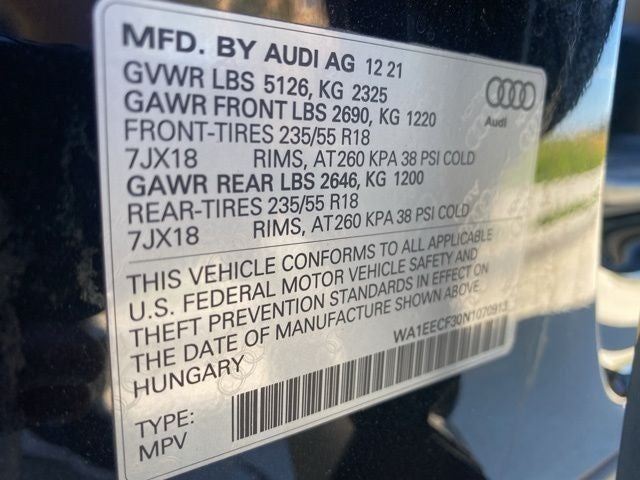 MFD. BY AUDI AG 12 21
GVWR LBS 5126, KG 2325
GAWR FRONT LBS 2690, KG 1220
FRONT-TIRES 235/55 R18
7JX18 RIMS, AT260 KPA 38 PSI COLD
GAWR REAR LBS 2646, KG 1200
REAR-TIRES 235/55 R18
7JX18 RIMS, AT260 KPA 38 PSI COLD
Audi
THIS VEHICLE CONFORMS TO ALL APPLICABLE
U.S. FEDERAL MOTOR VEHICLE SAFETY AND
THEFT PREVENTION STANDARDS IN EFFECT ON
THE DATE OF MANUFACTURE SHOWN ABOVE.
HUNGARY
WA1EECF30N1070913
TYPE:
MPV